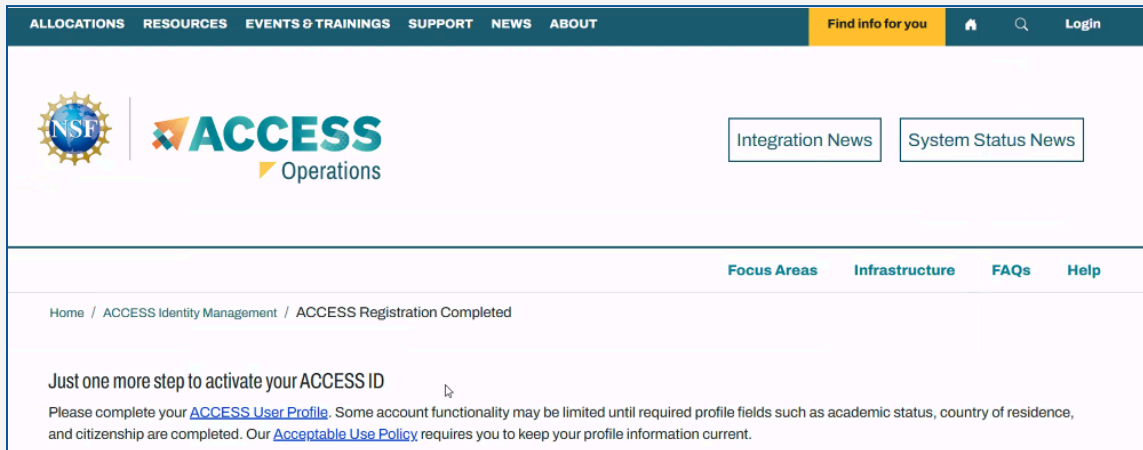 ALLOCATIONS RESOURCES EVENTS & TRAININGS SUPPORT NEWS ABOUT Find info for you Login
NSF
ACCESS
Operations
Integration News System Status News
Focus Areas Infrastructure FAQs Help
Home / ACCESS Identity Management / ACCESS Registration Completed
Just one more step to activate your ACCESS ID
Please complete your ACCESS User Profile. Some account functionality may be limited until required profile fields such as academic status, country of residence,
and citizenship are completed. Our Acceptable Use Policy requires you to keep your profile information current.